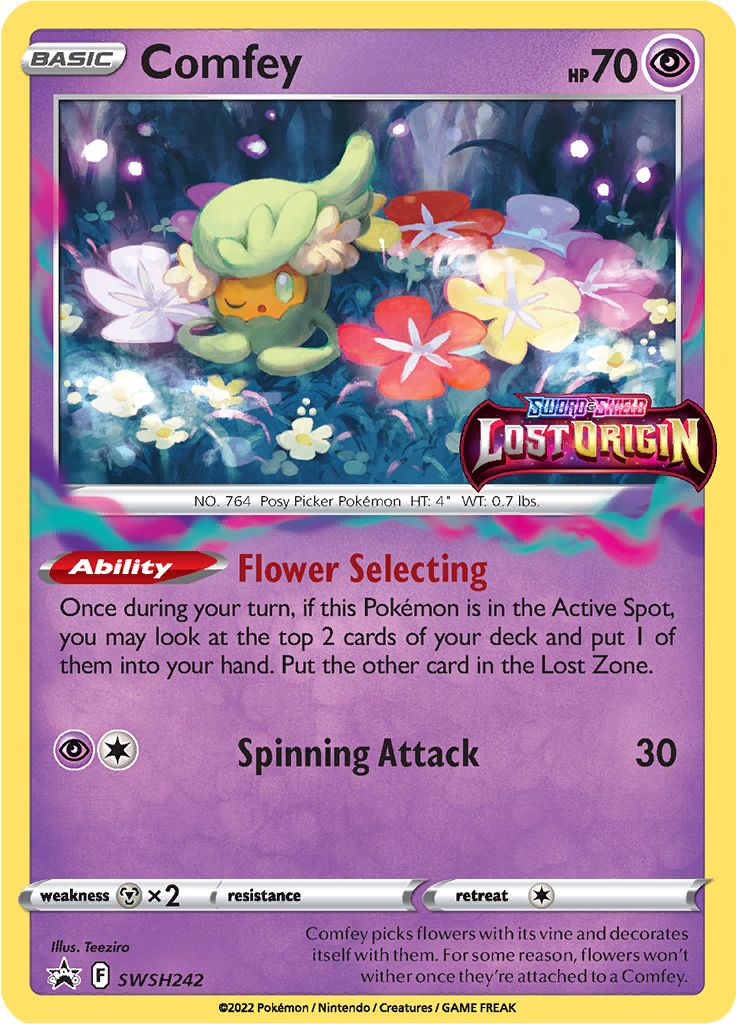 BASIC Comfey HP 70
SWORD & SHIELD
LOST ORIGIN
NO. 764 Posy Picker Pokémon HT: 4" WT: 0.7 lbs.
Ability Flower Selecting
Once during your turn, if this Pokémon is in the Active Spot,
you may look at the top 2 cards of your deck and put 1 of
them into your hand. Put the other card in the Lost Zone.
Spinning Attack 30
weakness ×2 resistance retreat
Illus. Teeziro
Comfey picks flowers with its vine and decorates
itself with them. For some reason, flowers won't
wither once they're attached to a Comfey.
F SWSH242
©2022 Pokémon / Nintendo / Creatures / GAME FREAK